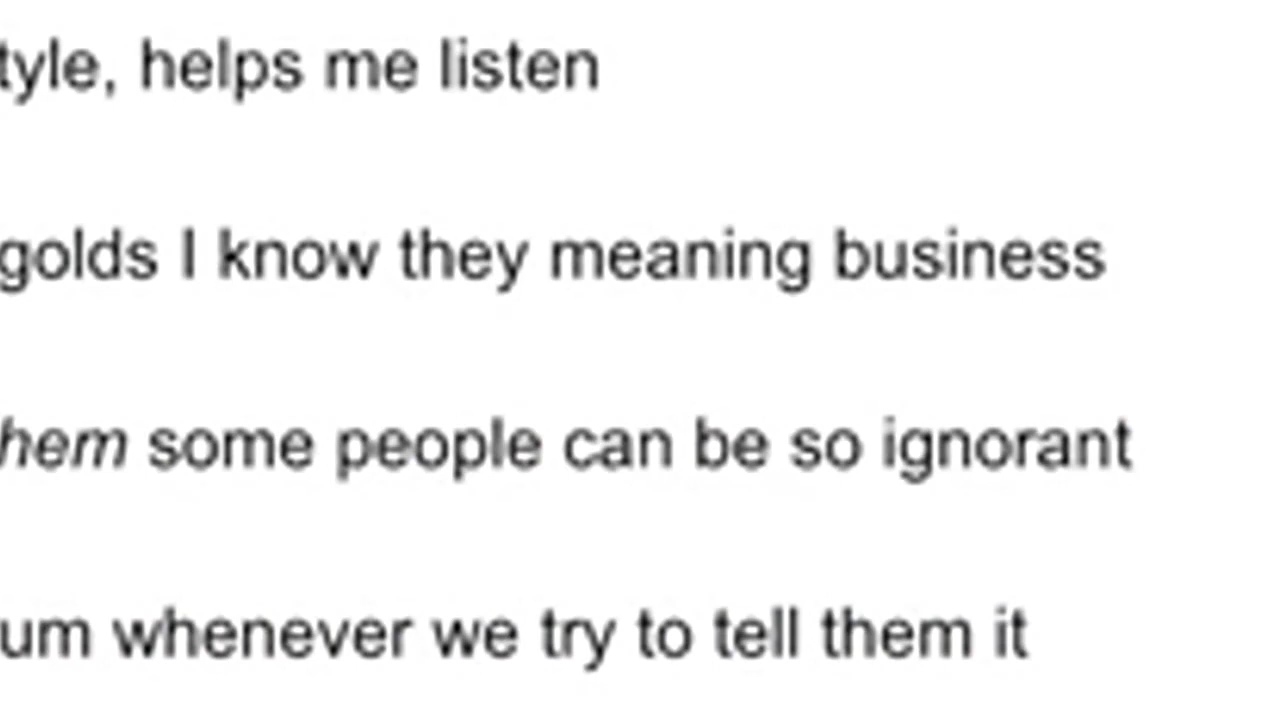 tyle, helps me listen
golds I know they meaning business
hem some people can be so ignorant
um whenever we try to tell them it